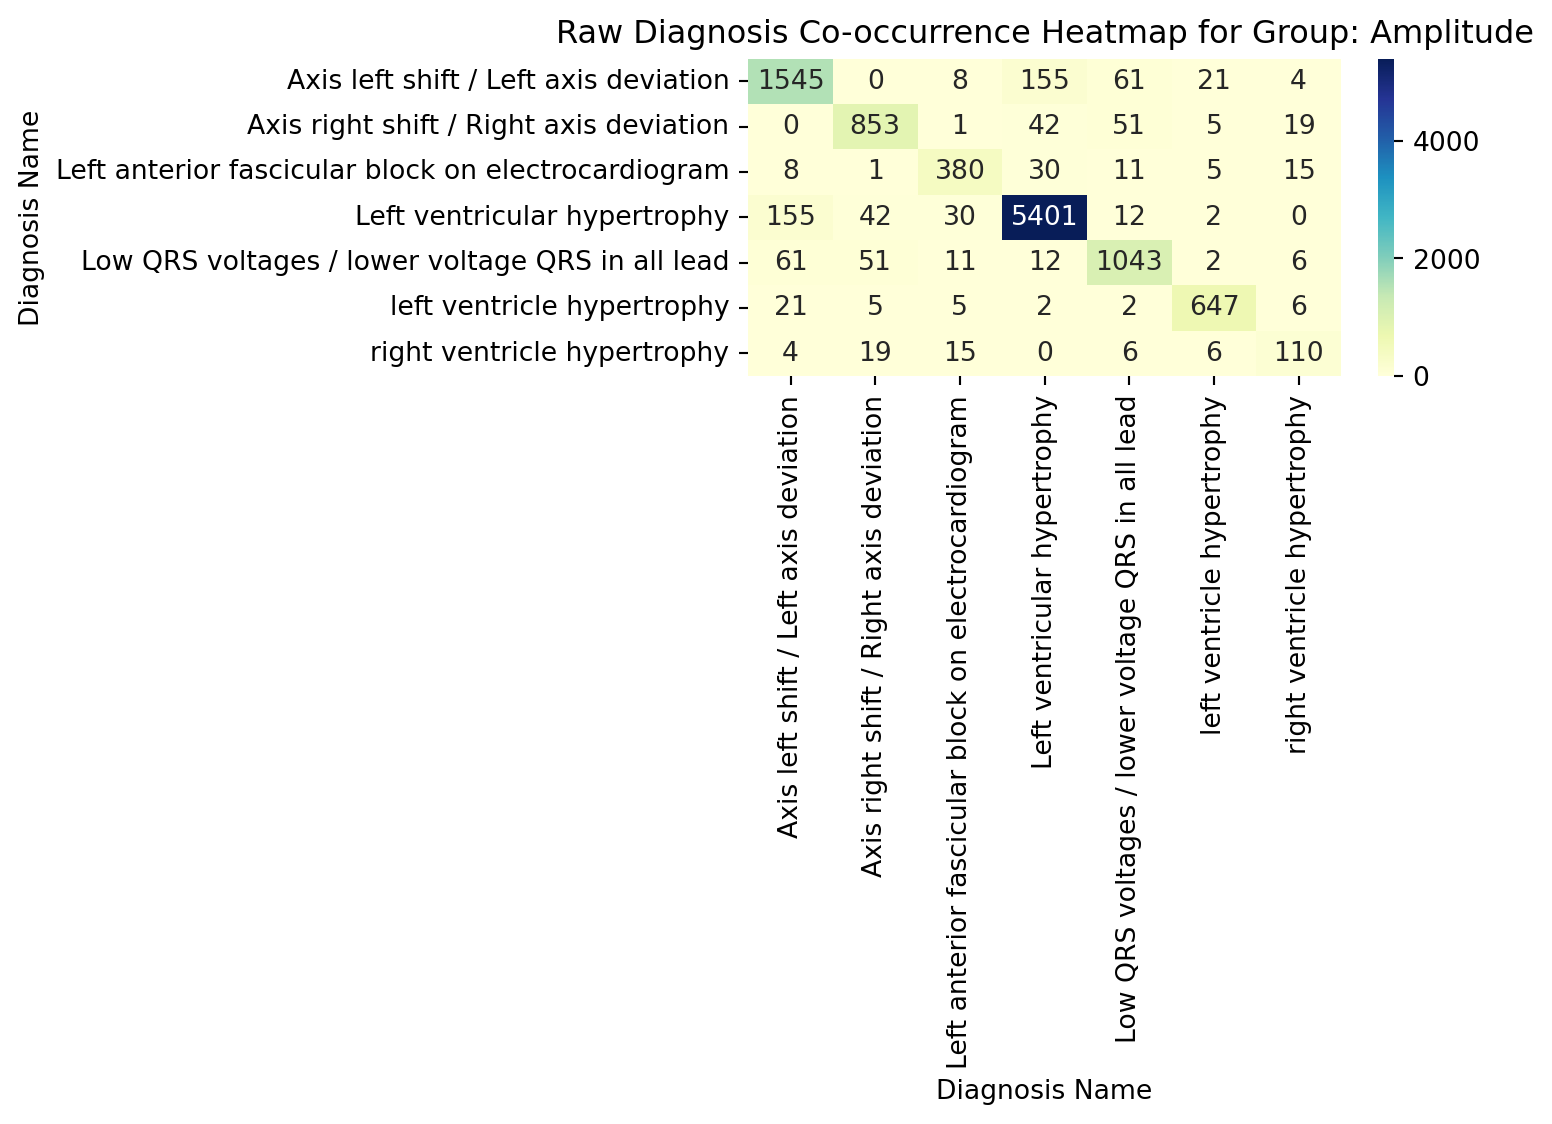 Raw Diagnosis Co-occurrence Heatmap for Group: Amplitude
Diagnosis Name
Axis left shift / Left axis deviation 1545 0 8 155 61 21 4
Axis right shift / Right axis deviation 0 853 1 42 51 5 19
Left anterior fascicular block on electrocardiogram 8 1 380 30 11 5 15
Left ventricular hypertrophy 155 42 30 5401 12 2 0
Low QRS voltages / lower voltage QRS in all lead 61 51 11 12 1043 2 6
left ventricle hypertrophy 21 5 5 2 2 647 6
right ventricle hypertrophy 4 19 15 0 6 6 110
4000
2000
0
Axis left shift / Left axis deviation
Axis right shift / Right axis deviation
Left anterior fascicular block on electrocardiogram
Left ventricular hypertrophy
Low QRS voltages / lower voltage QRS in all lead
left ventricle hypertrophy
right ventricle hypertrophy
Diagnosis Name